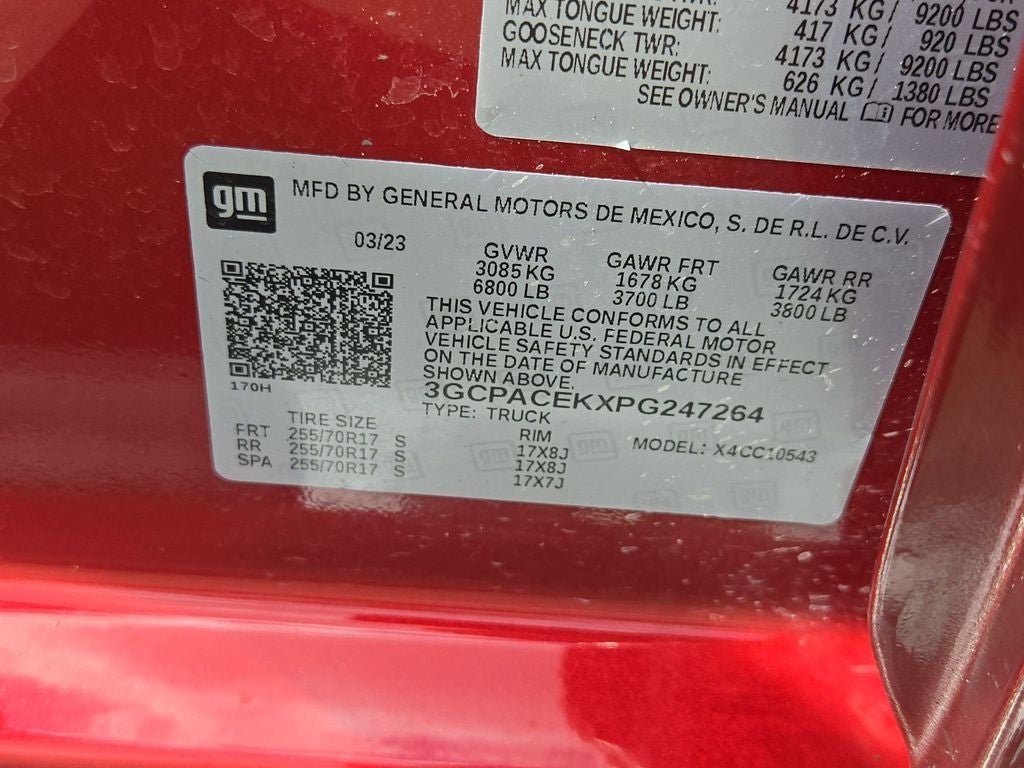 4173 KG/ 9200 LBS
MAX TONGUE WEIGHT: 417 KG/ 920 LBS
GOOSENECK TWR: 4173 KG/ 9200 LBS
MAX TONGUE WEIGHT: 626 KG/ 1380 LBS
SEE OWNER'S MANUAL FOR MORE
gm MFD BY GENERAL MOTORS DE MEXICO, S. DE R.L. DE C.V.
03/23 GVWR GAWR FRT GAWR RR
3085 KG 1678 KG 1724 KG
6800 LB 3700 LB 3800 LB
THIS VEHICLE CONFORMS TO ALL
APPLICABLE U.S. FEDERAL MOTOR
VEHICLE SAFETY STANDARDS IN EFFECT
ON THE DATE OF MANUFACTURE
SHOWN ABOVE.
170H
3GCPACEKXPG247264
TYPE: TRUCK
TIRE SIZE RIM MODEL: X4CC10543
FRT 255/70R17 S 17X8J
RR 255/70R17 S 17X8J
SPA 255/70R17 S 17X7J